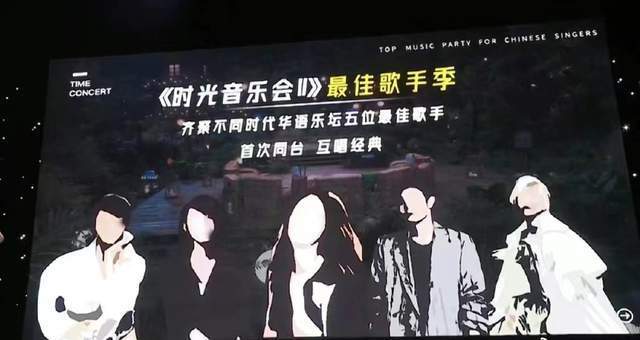 TOP MUSIC PARTY FOR CHINESE SINGERS
TIME
CONCERT
《时光音乐会II》最佳歌手季
齐聚不同时代华语乐坛五位最佳歌手
首次同台 互唱经典